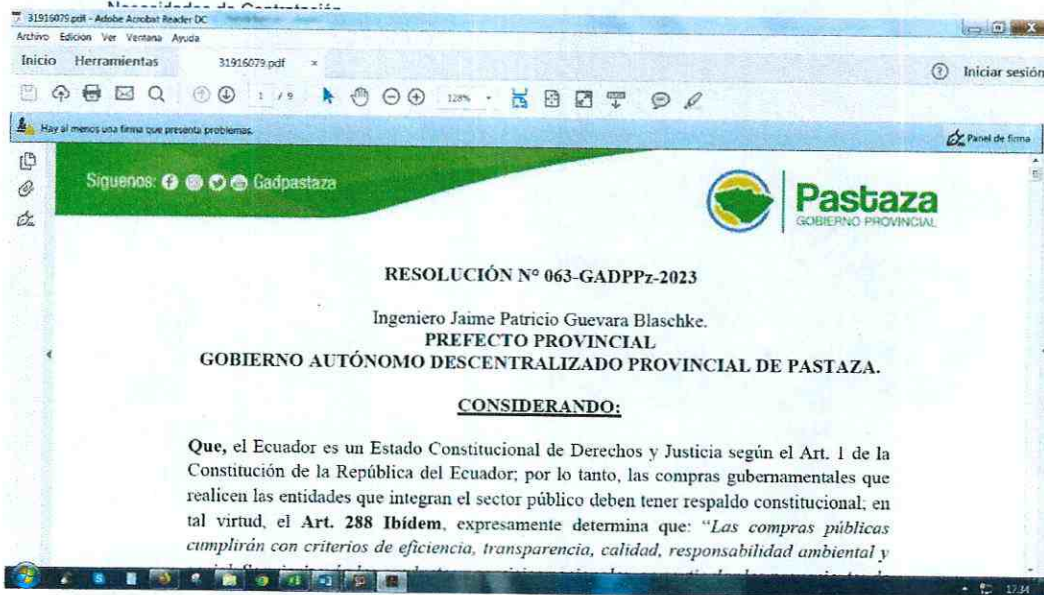 Necesidades de Contratación
31916079.pdf - Adobe Acrobat Reader DC
Archivo Edición Ver Ventana Ayuda
Inicio Herramientas 31916079.pdf × Iniciar sesión
1 / 9 128%
Hay al menos una firma que presenta problemas. Panel de firma
Síguenos: Gadpastaza
Pastaza
GOBIERNO PROVINCIAL
RESOLUCIÓN Nº 063-GADPPz-2023
Ingeniero Jaime Patricio Guevara Blaschke.
PREFECTO PROVINCIAL
GOBIERNO AUTÓNOMO DESCENTRALIZADO PROVINCIAL DE PASTAZA.
CONSIDERANDO:
Que, el Ecuador es un Estado Constitucional de Derechos y Justicia según el Art. 1 de la
Constitución de la República del Ecuador; por lo tanto, las compras gubernamentales que
realicen las entidades que integran el sector público deben tener respaldo constitucional; en
tal virtud, el Art. 288 Ibídem, expresamente determina que: “Las compras públicas
cumplirán con criterios de eficiencia, transparencia, calidad, responsabilidad ambiental y
17:34